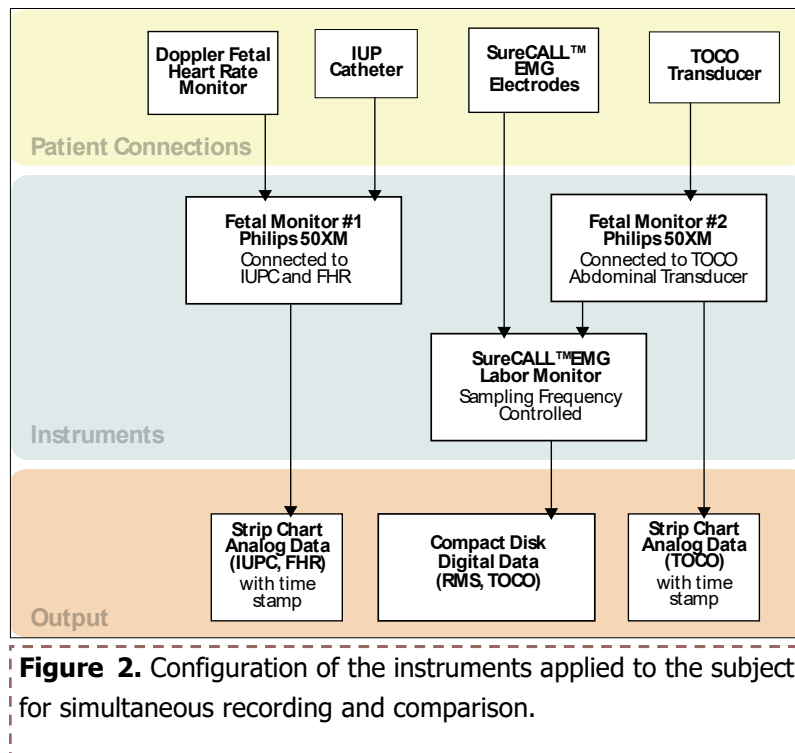 Doppler Fetal
Heart Rate
Monitor
IUP
Catheter
SureCALL™
EMG
Electrodes
TOCO
Transducer
Patient Connections
Fetal Monitor #1
Philips 50XM
Connected to
IUPC and FHR
Fetal Monitor #2
Philips 50XM
Connected to TOCO
Abdominal Transducer
SureCALL™EMG
Labor Monitor
Sampling Frequency
Controlled
Instruments
Strip Chart
Analog Data
(IUPC, FHR)
with time
stamp
Compact Disk
Digital Data
(RMS, TOCO)
Strip Chart
Analog Data
(TOCO)
with time
stamp
Output
Figure 2. Configuration of the instruments applied to the subject
for simultaneous recording and comparison.